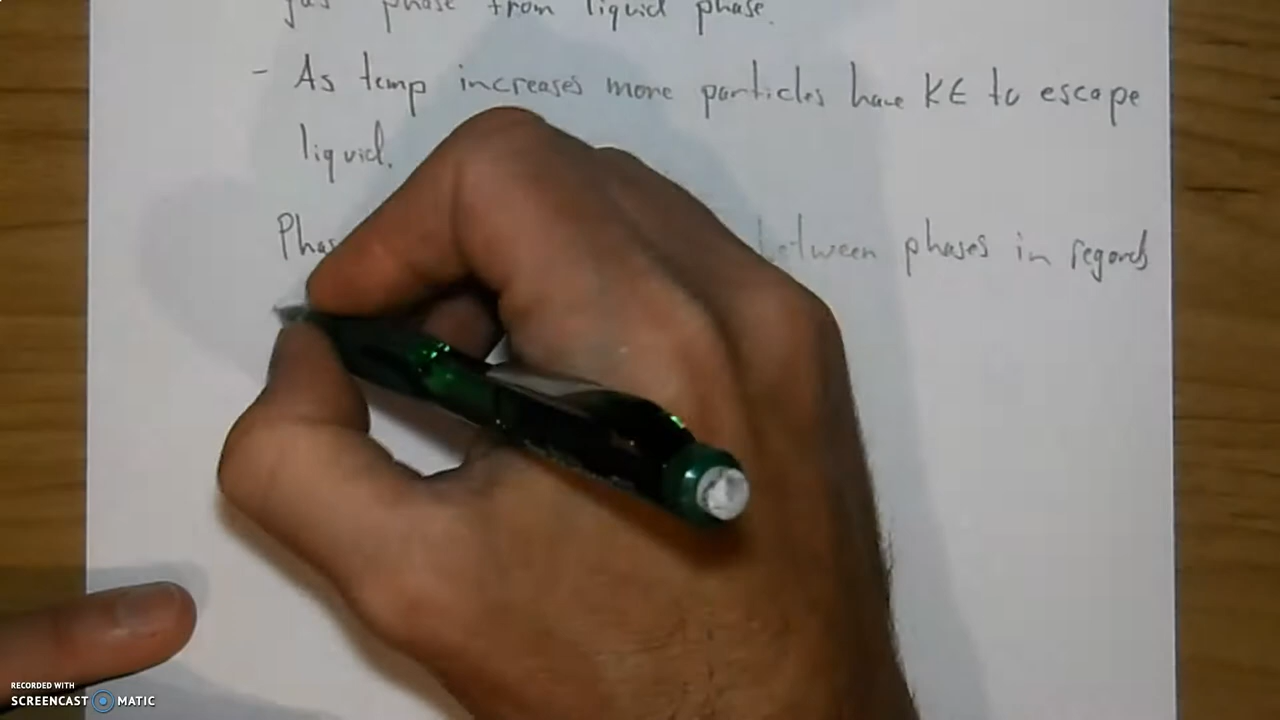 gas phase from liquid phase.
- As temp increases more particles have KE to escape
liquid.
between phases in regards
RECORDED WITH
SCREENCAST MATIC